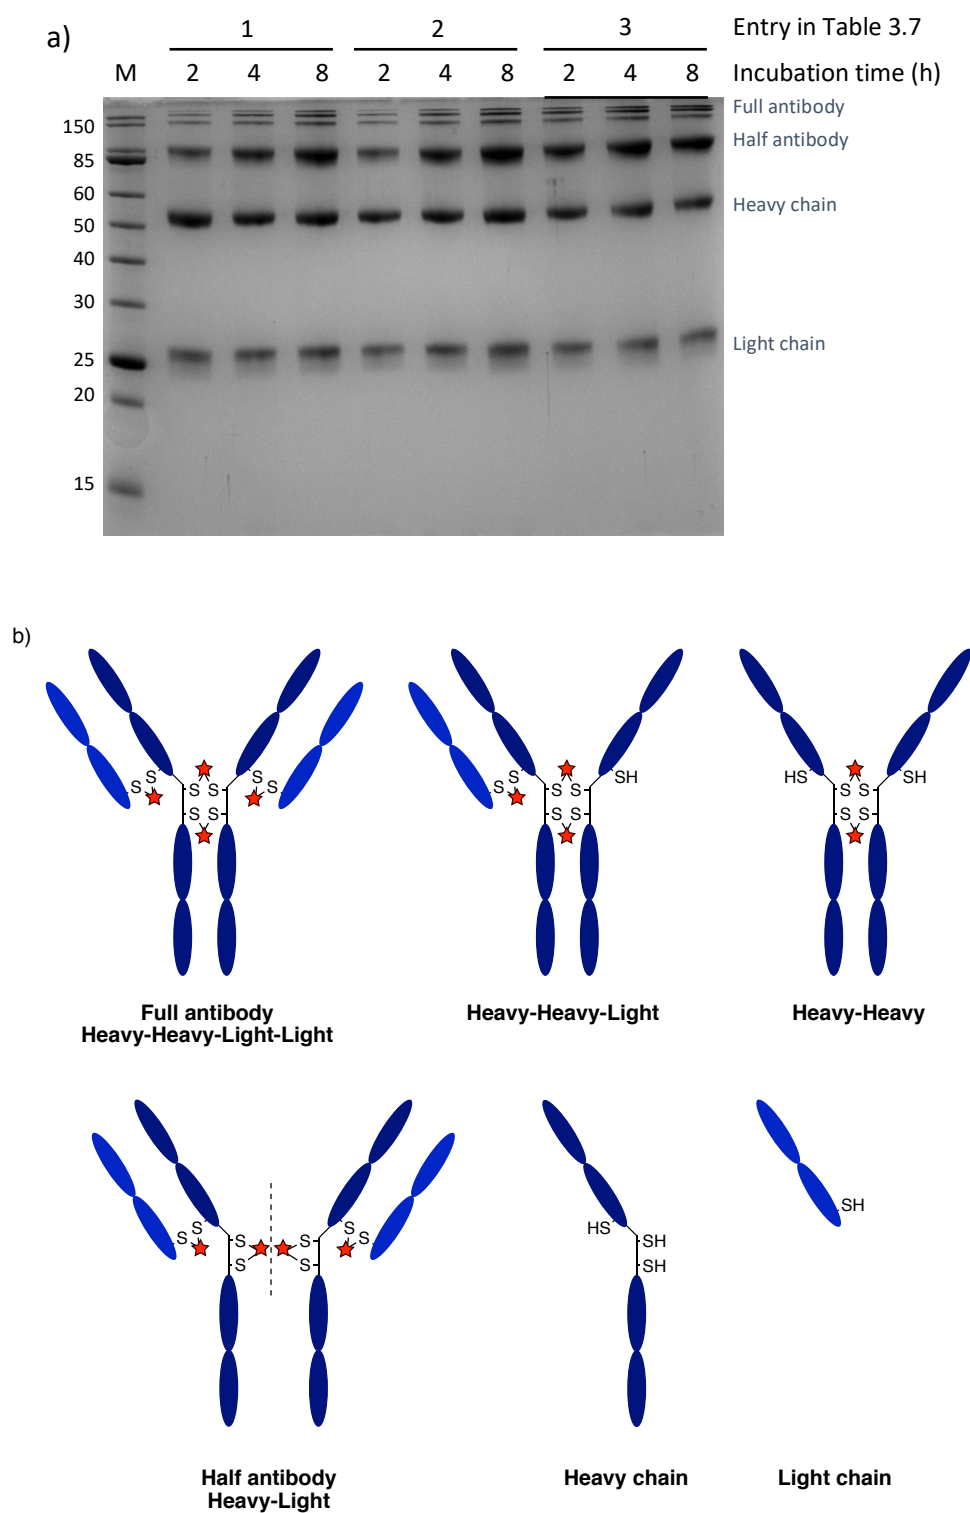 a)
1 2 3 Entry in Table 3.7
M 2 4 8 2 4 8 2 4 8 Incubation time (h)
Full antibody
150
Half antibody
85
60
Heavy chain
50
40
30
Light chain
25
20
15
b)
S S S S S S S S
S S S S S S SH
HS S S S S SH
Full antibody
Heavy-Heavy-Light-Light
Heavy-Heavy-Light
Heavy-Heavy
S S S S S S S S
HS SH SH
SH
Half antibody
Heavy-Light
Heavy chain
Light chain